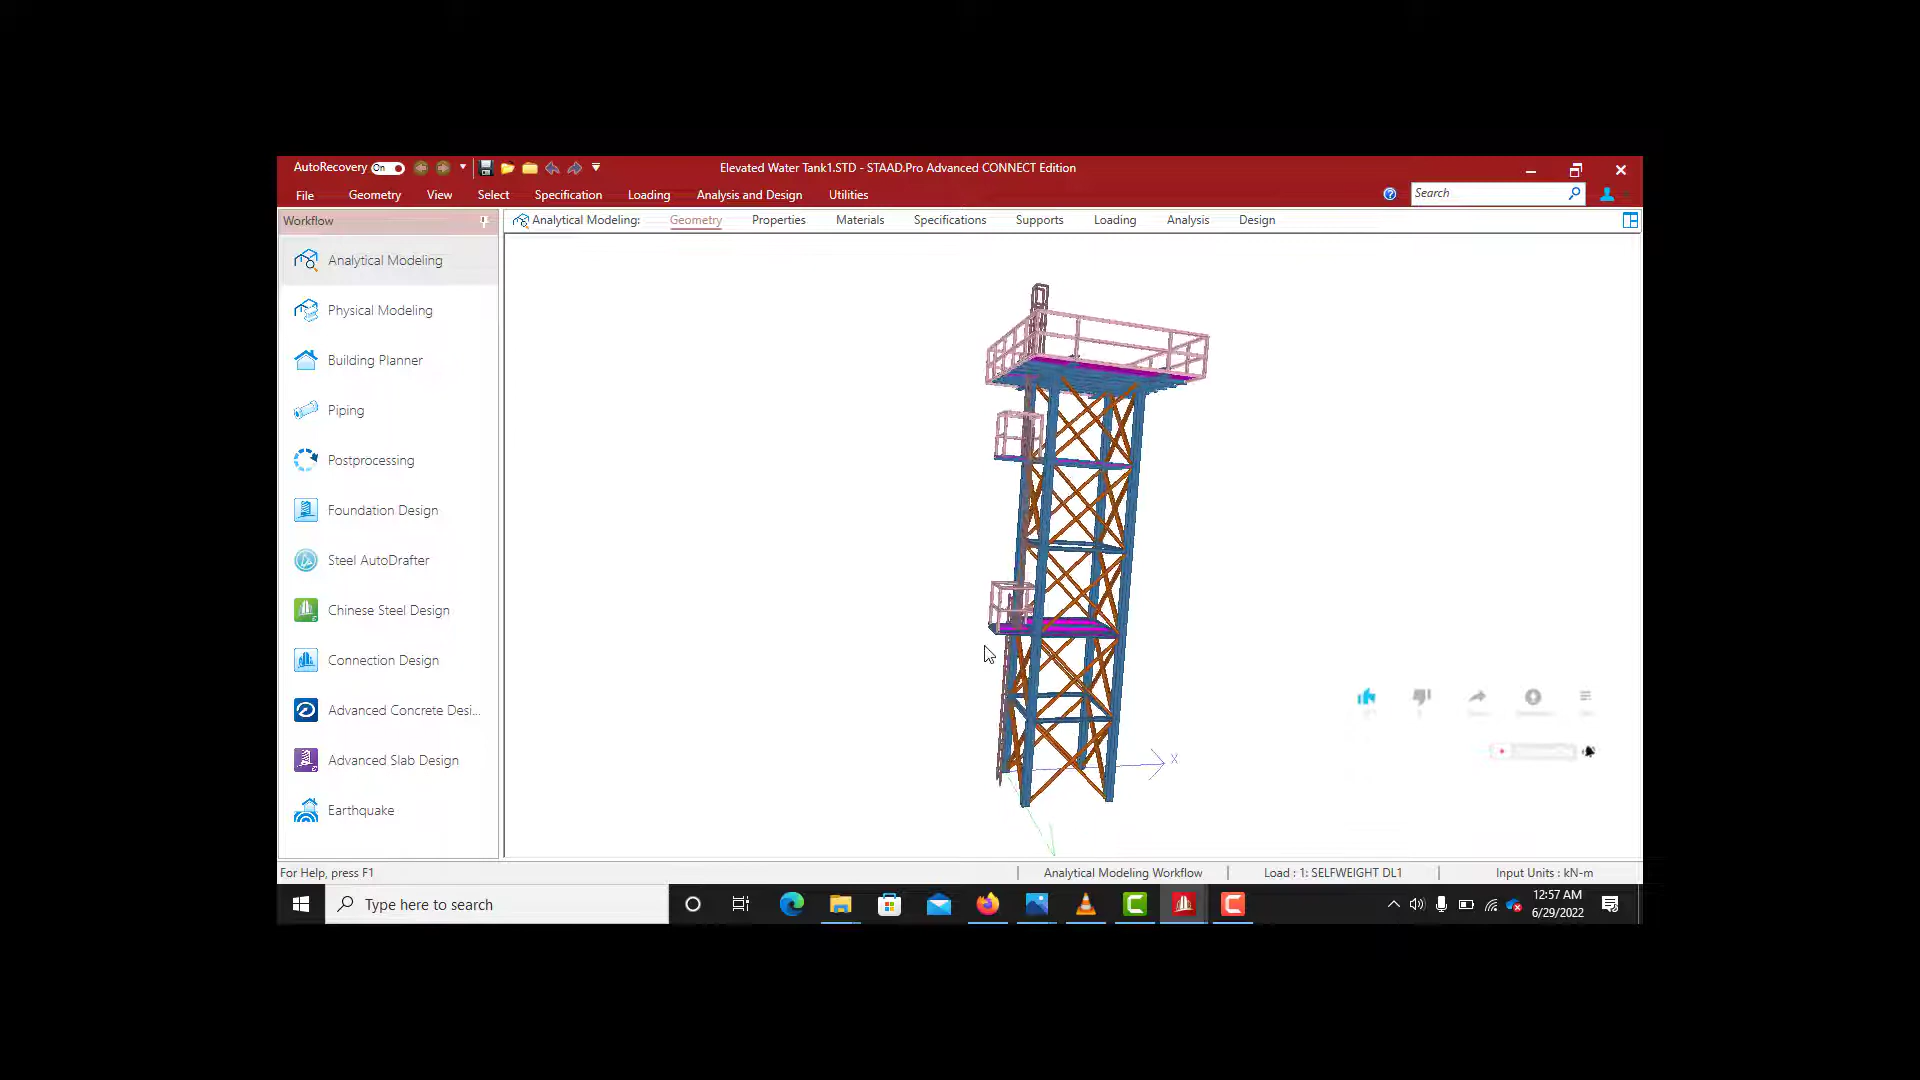 AutoRecovery On
Elevated Water Tank1.STD - STAAD.Pro Advanced CONNECT Edition
File Geometry View Select Specification Loading Analysis and Design Utilities
Search
Workflow
Analytical Modeling: Geometry Properties Materials Specifications Supports Loading Analysis Design
Analytical Modeling
Physical Modeling
Building Planner
Piping
Postprocessing
Foundation Design
Steel AutoDrafter
Chinese Steel Design
Connection Design
Advanced Concrete Desi...
Advanced Slab Design
Earthquake
X
For Help, press F1
Analytical Modeling Workflow
Load : 1: SELFWEIGHT DL1
Input Units : kN-m
Type here to search
12:57 AM
6/29/2022